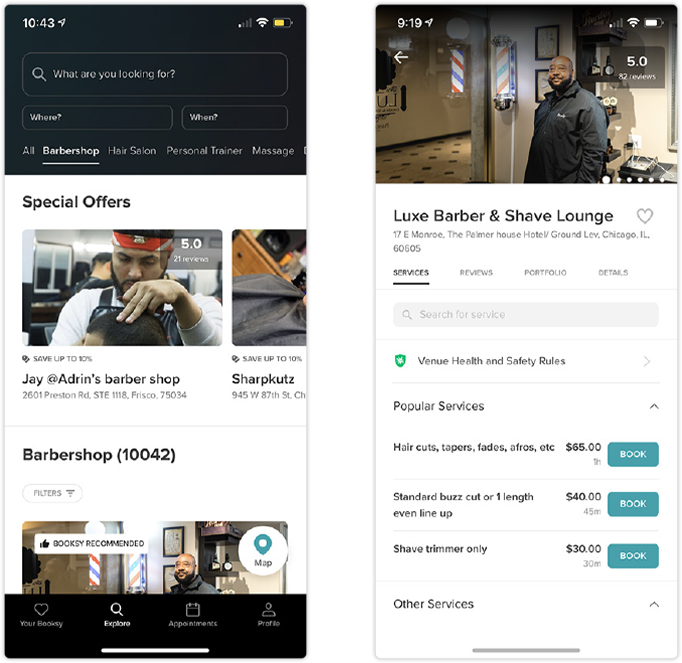 10:43
What are you looking for?
Where?
When?
All Barbershop Hair Salon Personal Trainer Massage
Special Offers
5.0
21 reviews
SAVE UP TO 10%
SAVE UP TO 10%
Jay @Adrin's barber shop
Sharpkutz
2601 Preston Rd, STE 1118, Frisco, 75034
945 W 87th St, Ch
Barbershop (10042)
FILTERS
BOOKSY RECOMMENDED
Map
Your Booksy
Explore
Appointments
Profile
9:19
5.0
82 reviews
Luxe Barber & Shave Lounge
17 E Monroe, The Palmer house Hotel/ Ground Lev, Chicago, IL,
60605
SERVICES
REVIEWS
PORTFOLIO
DETAILS
Search for service
Venue Health and Safety Rules
Popular Services
Hair cuts, tapers, fades, afros, etc
$65.00
1h
BOOK
Standard buzz cut or 1 length
even line up
$40.00
45m
BOOK
Shave trimmer only
$30.00
30m
BOOK
Other Services